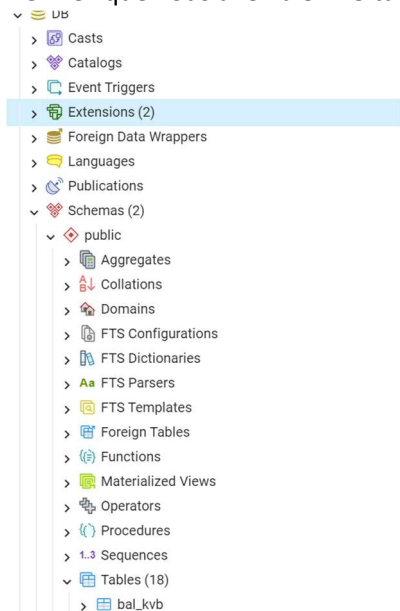 DB
Casts
Catalogs
Event Triggers
Extensions (2)
Foreign Data Wrappers
Languages
Publications
Schemas (2)
public
Aggregates
Collations
Domains
FTS Configurations
FTS Dictionaries
Aa FTS Parsers
FTS Templates
Foreign Tables
Functions
Materialized Views
Operators
Procedures
1..3 Sequences
Tables (18)
bal_kvb